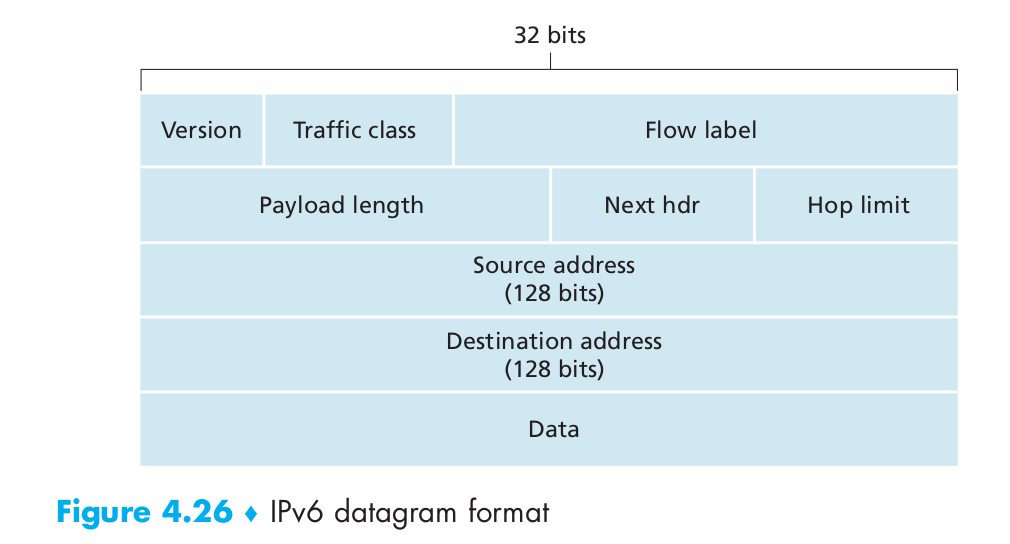 32 bits
Version Traffic class Flow label
Payload length Next hdr Hop limit
Source address
(128 bits)
Destination address
(128 bits)
Data
Figure 4.26 ♦ IPv6 datagram format